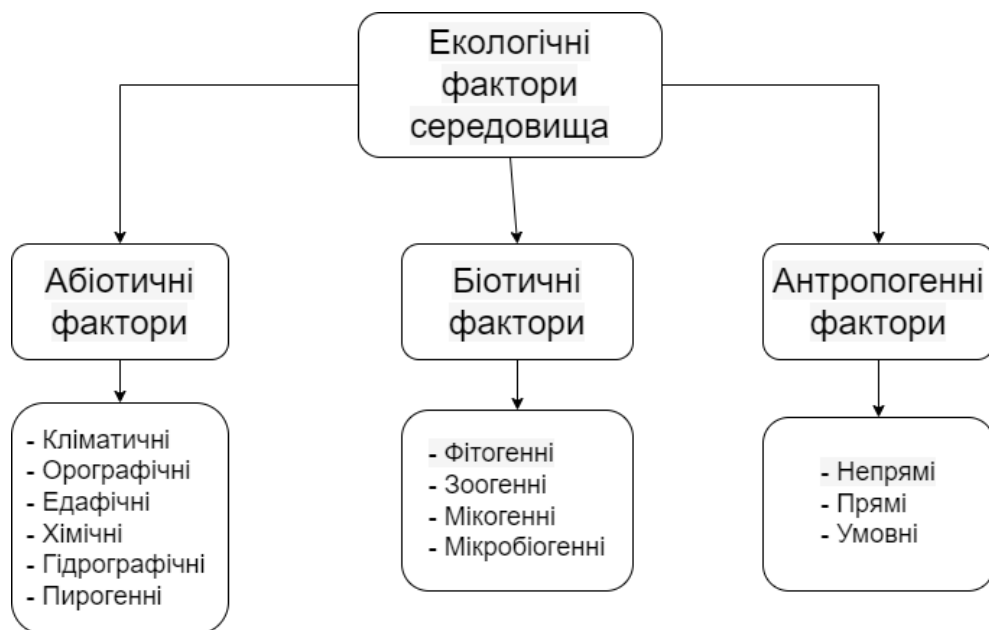 Екологічні
фактори
середовища
Абіотичні
фактори
Біотичні
фактори
Антропогенні
фактори
- Кліматичні
- Орографічні
- Едафічні
- Хімічні
- Гідрографічні
- Пирогенні
- Фітогенні
- Зоогенні
- Мікогенні
- Мікробіогенні
- Непрямі
- Прямі
- Умовні